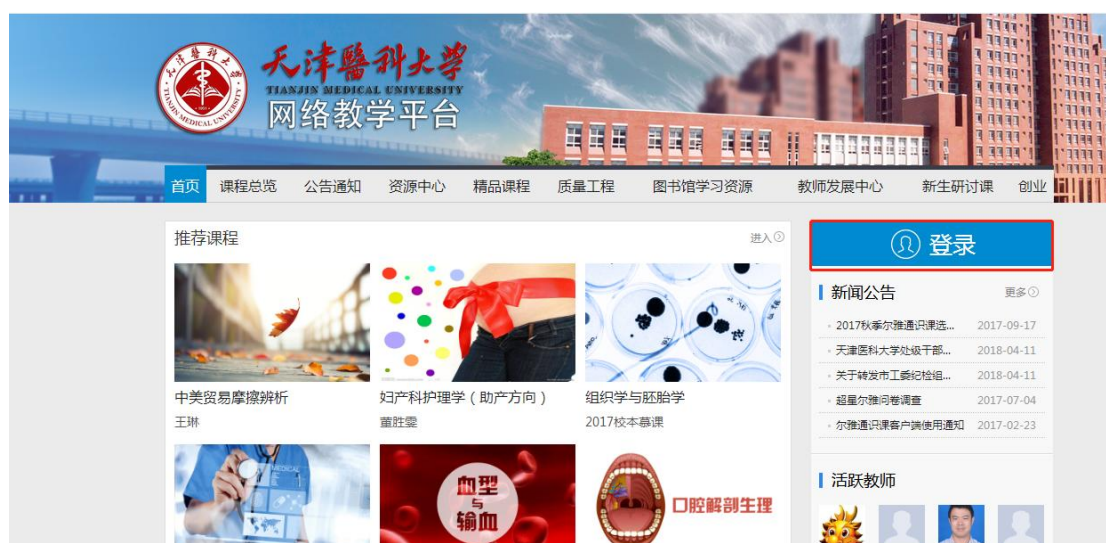 天津醫科大學
TIANJIN MEDICAL UNIVERSITY
网络教学平台
首页 课程总览 公告通知 资源中心 精品课程 质量工程 图书馆学习资源 教师发展中心 新生研讨课 创业
推荐课程
进入
中美贸易摩擦辨析
王琳
妇产科护理学（助产方向）
董胜雯
组织学与胚胎学
2017校本慕课
MEDICAL
血型
与
输血
口腔解剖生理
登录
新闻公告
更多
2017秋季尔雅通识课选... 2017-09-17
天津医科大学处级干部... 2018-04-11
关于转发市工委纪检组... 2018-04-11
超星尔雅问卷调查 2017-07-04
尔雅通识课客户端使用通知 2017-02-23
活跃教师